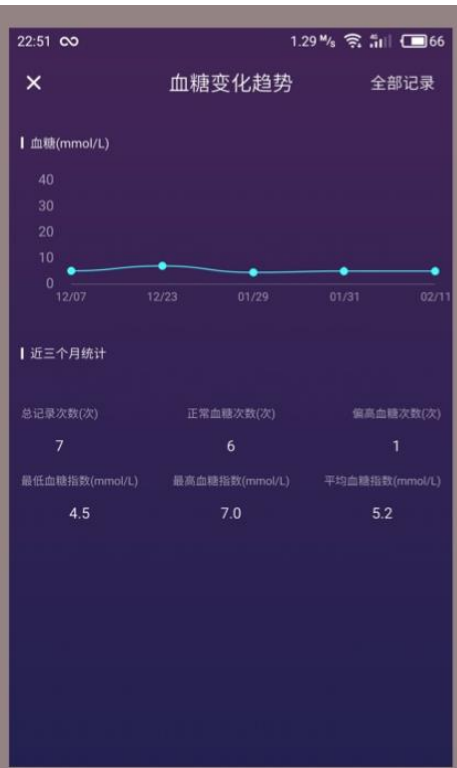 22:51 1.29 M/s 4G 66
血糖变化趋势 全部记录
血糖(mmol/L)
40
30
20
10
0
12/07 12/23 01/29 01/31 02/11
近三个月统计
总记录次数(次) 正常血糖次数(次) 偏高血糖次数(次)
7 6 1
最低血糖指数(mmol/L) 最高血糖指数(mmol/L) 平均血糖指数(mmol/L)
4.5 7.0 5.2